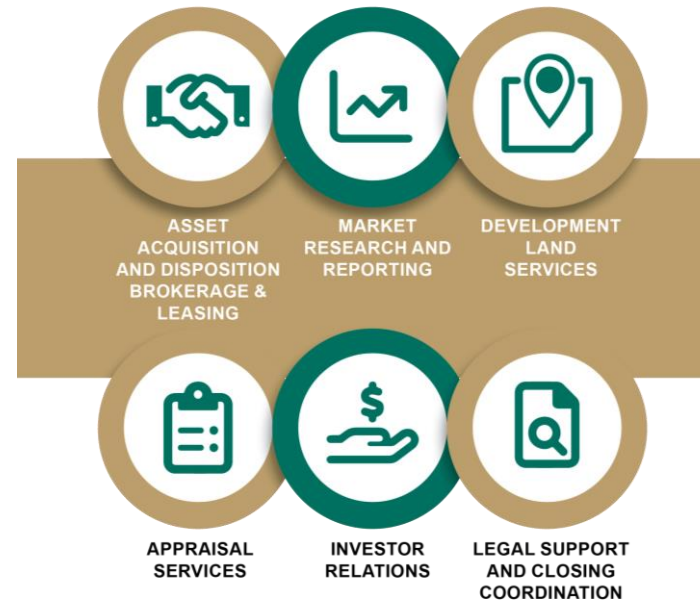 ASSET
ACQUISITION
AND DISPOSITION
BROKERAGE &
LEASING
MARKET
RESEARCH AND
REPORTING
DEVELOPMENT
LAND
SERVICES
$
APPRAISAL
SERVICES
INVESTOR
RELATIONS
LEGAL SUPPORT
AND CLOSING
COORDINATION